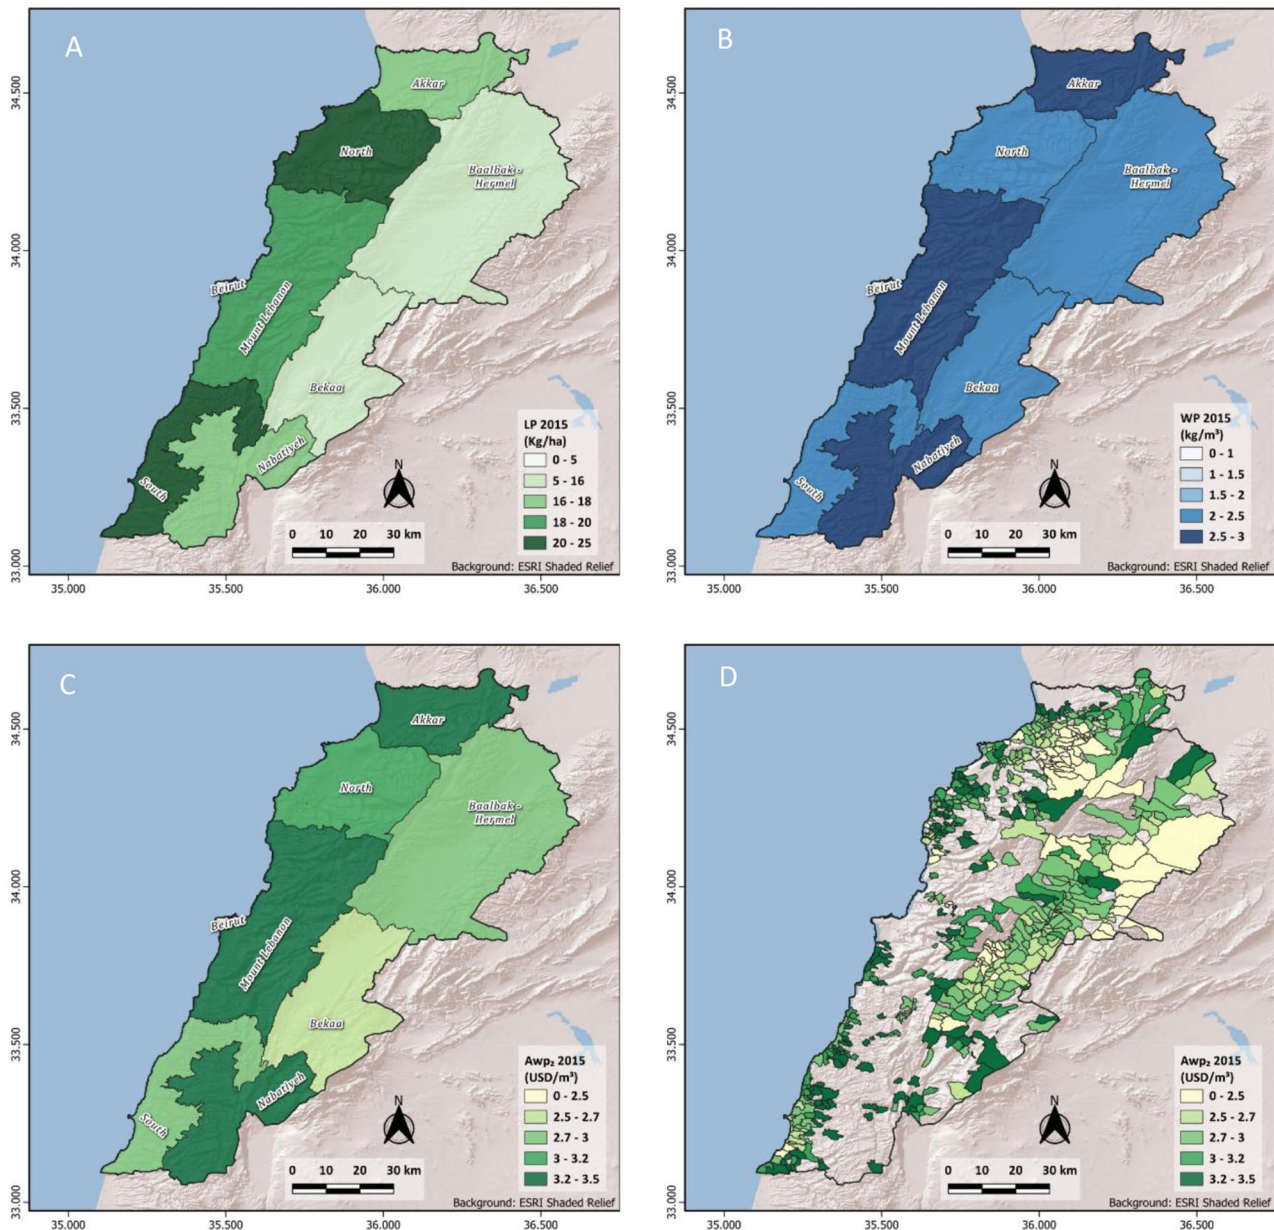 A
34.500
34.000
33.500
33.000
Akkar
North
Baalbak -
Hermel
Beirut
Mount Lebanon
Bekaa
Nabatiyeh
South
LP 2015
(Kg/ha)
0 - 5
5 - 16
16 - 18
18 - 20
20 - 25
N
0 10 20 30 km
Background: ESRI Shaded Relief
35.000 35.500 36.000 36.500
B
34.500
34.000
33.500
33.000
Akkar
North
Baalbak -
Hermel
Beirut
Mount Lebanon
Bekaa
Nabatiyeh
South
WP 2015
(kg/m³)
0 - 1
1 - 1.5
1.5 - 2
2 - 2.5
2.5 - 3
N
0 10 20 30 km
Background: ESRI Shaded Relief
35.000 35.500 36.000 36.500
C
34.500
34.000
33.500
33.000
Akkar
North
Baalbak -
Hermel
Beirut
Mount Lebanon
Bekaa
Nabatiyeh
South
Awp₂ 2015
(USD/m³)
0 - 2.5
2.5 - 2.7
2.7 - 3
3 - 3.2
3.2 - 3.5
N
0 10 20 30 km
Background: ESRI Shaded Relief
35.000 35.500 36.000 36.500
D
34.500
34.000
33.500
33.000
Awp₂ 2015
(USD/m³)
0 - 2.5
2.5 - 2.7
2.7 - 3
3 - 3.2
3.2 - 3.5
N
0 10 20 30 km
Background: ESRI Shaded Relief
35.000 35.500 36.000 36.500